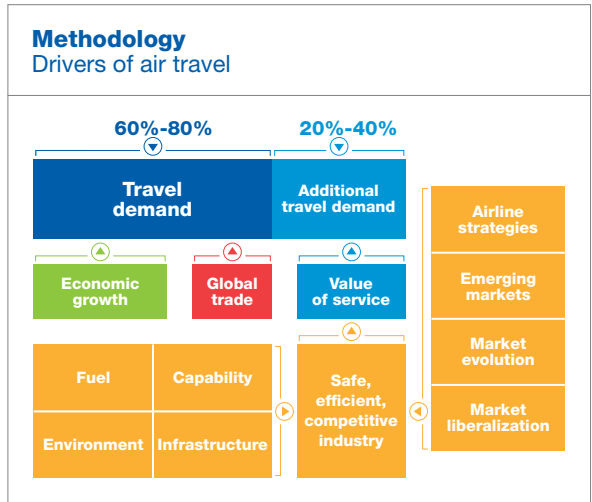 Methodology
Drivers of air travel
60%-80%
20%-40%
Travel
demand
Additional
travel demand
Economic
growth
Global
trade
Value
of service
Airline
strategies
Emerging
markets
Market
evolution
Market
liberalization
Fuel
Capability
Environment
Infrastructure
Safe,
efficient,
competitive
industry